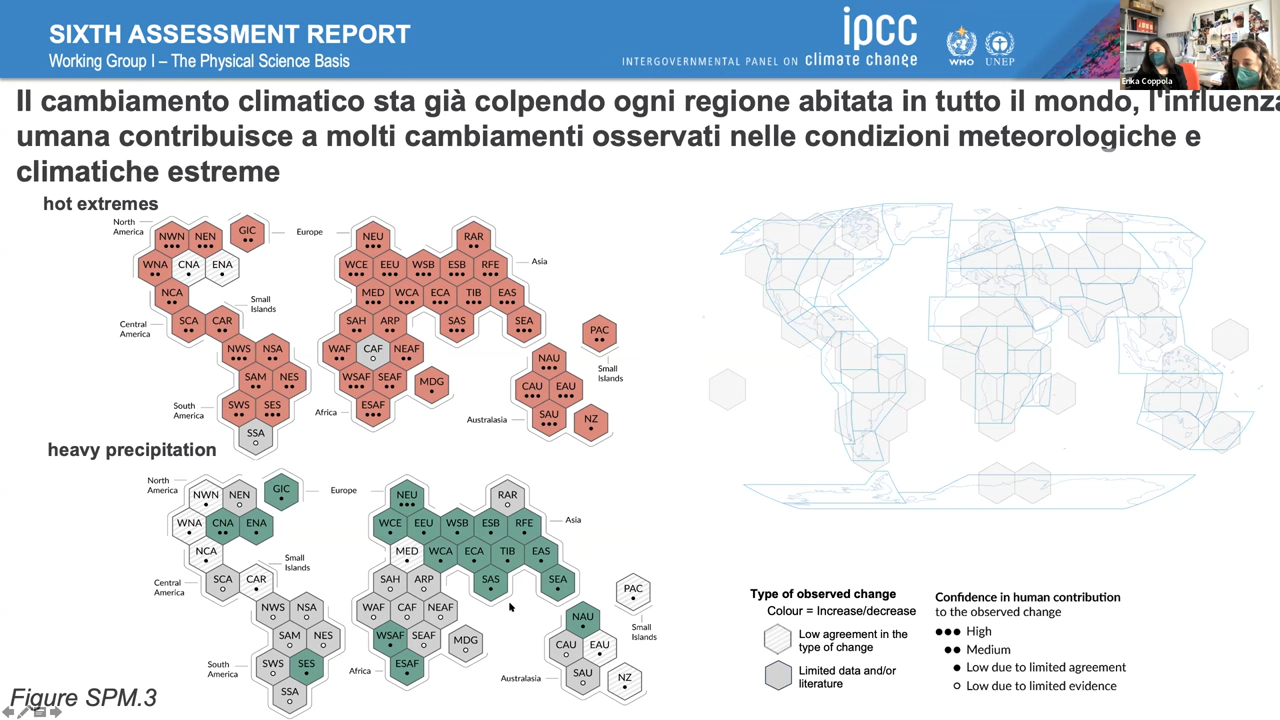 SIXTH ASSESSMENT REPORT
Working Group I – The Physical Science Basis
INTERGOVERNMENTAL PANEL ON climate change
ipcc
WMO
UNEP
Erika Coppola
Il cambiamento climatico sta già colpendo ogni regione abitata in tutto il mondo, l'influenza
umana contribuisce a molti cambiamenti osservati nelle condizioni meteorologiche e
climatiche estreme
hot extremes
North
America
NWN NEN GIC
Europe
NEU
RAR
WNA CNA ENA
WCE EEU WSB ESB RFE
Asia
NCA
MED WCA ECA TIB EAS
Small
Islands
Central
America
SCA CAR
SAH ARP
SAS
SEA
PAC
NWS NSA
WAF CAF NEAF
NAU
Small
Islands
SAM NES
WSAF SEAF MDG
CAU EAU
South
America
SWS SES
Africa
ESAF
Australasia
SAU NZ
SSA
heavy precipitation
North
America
NWN NEN GIC
Europe
NEU
RAR
WNA CNA ENA
WCE EEU WSB ESB RFE
Asia
NCA
MED WCA ECA TIB EAS
Small
Islands
Central
America
SCA CAR
SAH ARP
SAS
SEA
PAC
NWS NSA
WAF CAF NEAF
NAU
Small
Islands
SAM NES
WSAF SEAF MDG
CAU EAU
South
America
SWS SES
Africa
ESAF
Australasia
SAU NZ
SSA
Type of observed change
Colour = Increase/decrease
Low agreement in the
type of change
Limited data and/or
literature
Confidence in human contribution
to the observed change
●●● High
●● Medium
● Low due to limited agreement
○ Low due to limited evidence
Figure SPM.3